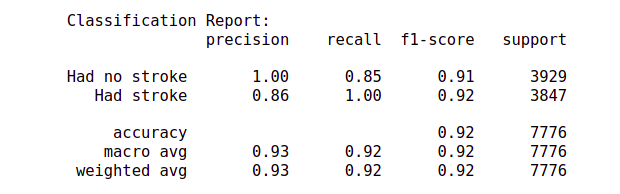 Classification Report:
precision recall f1-score support
Had no stroke 1.00 0.85 0.91 3929
Had stroke 0.86 1.00 0.92 3847
accuracy 0.92 7776
macro avg 0.93 0.92 0.92 7776
weighted avg 0.93 0.92 0.92 7776